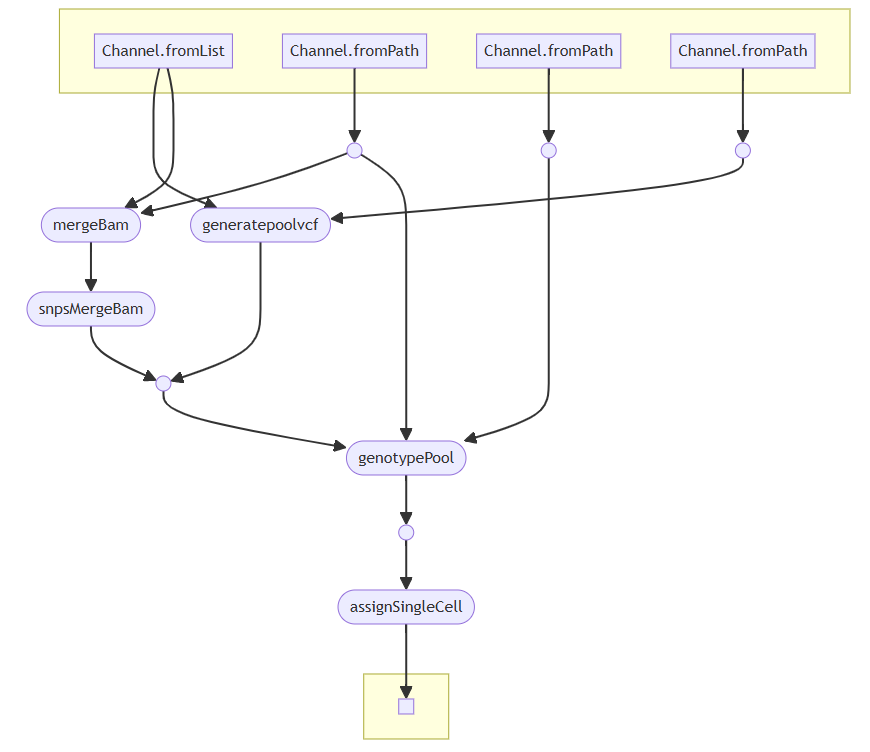 Channel.fromList
Channel.fromPath
Channel.fromPath
Channel.fromPath
mergeBam
generatepoolvcf
snpsMergeBam
genotypePool
assignSingleCell